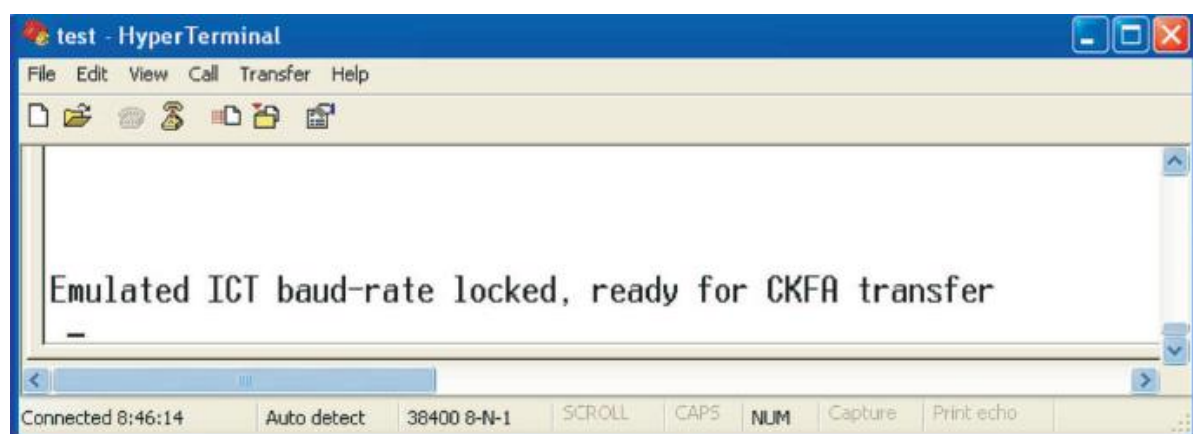 test - HyperTerminal
File Edit View Call Transfer Help
Emulated ICT baud-rate locked, ready for CKFA transfer
Connected 8:46:14 Auto detect 38400 8-N-1 SCROLL CAPS NUM Capture Print echo